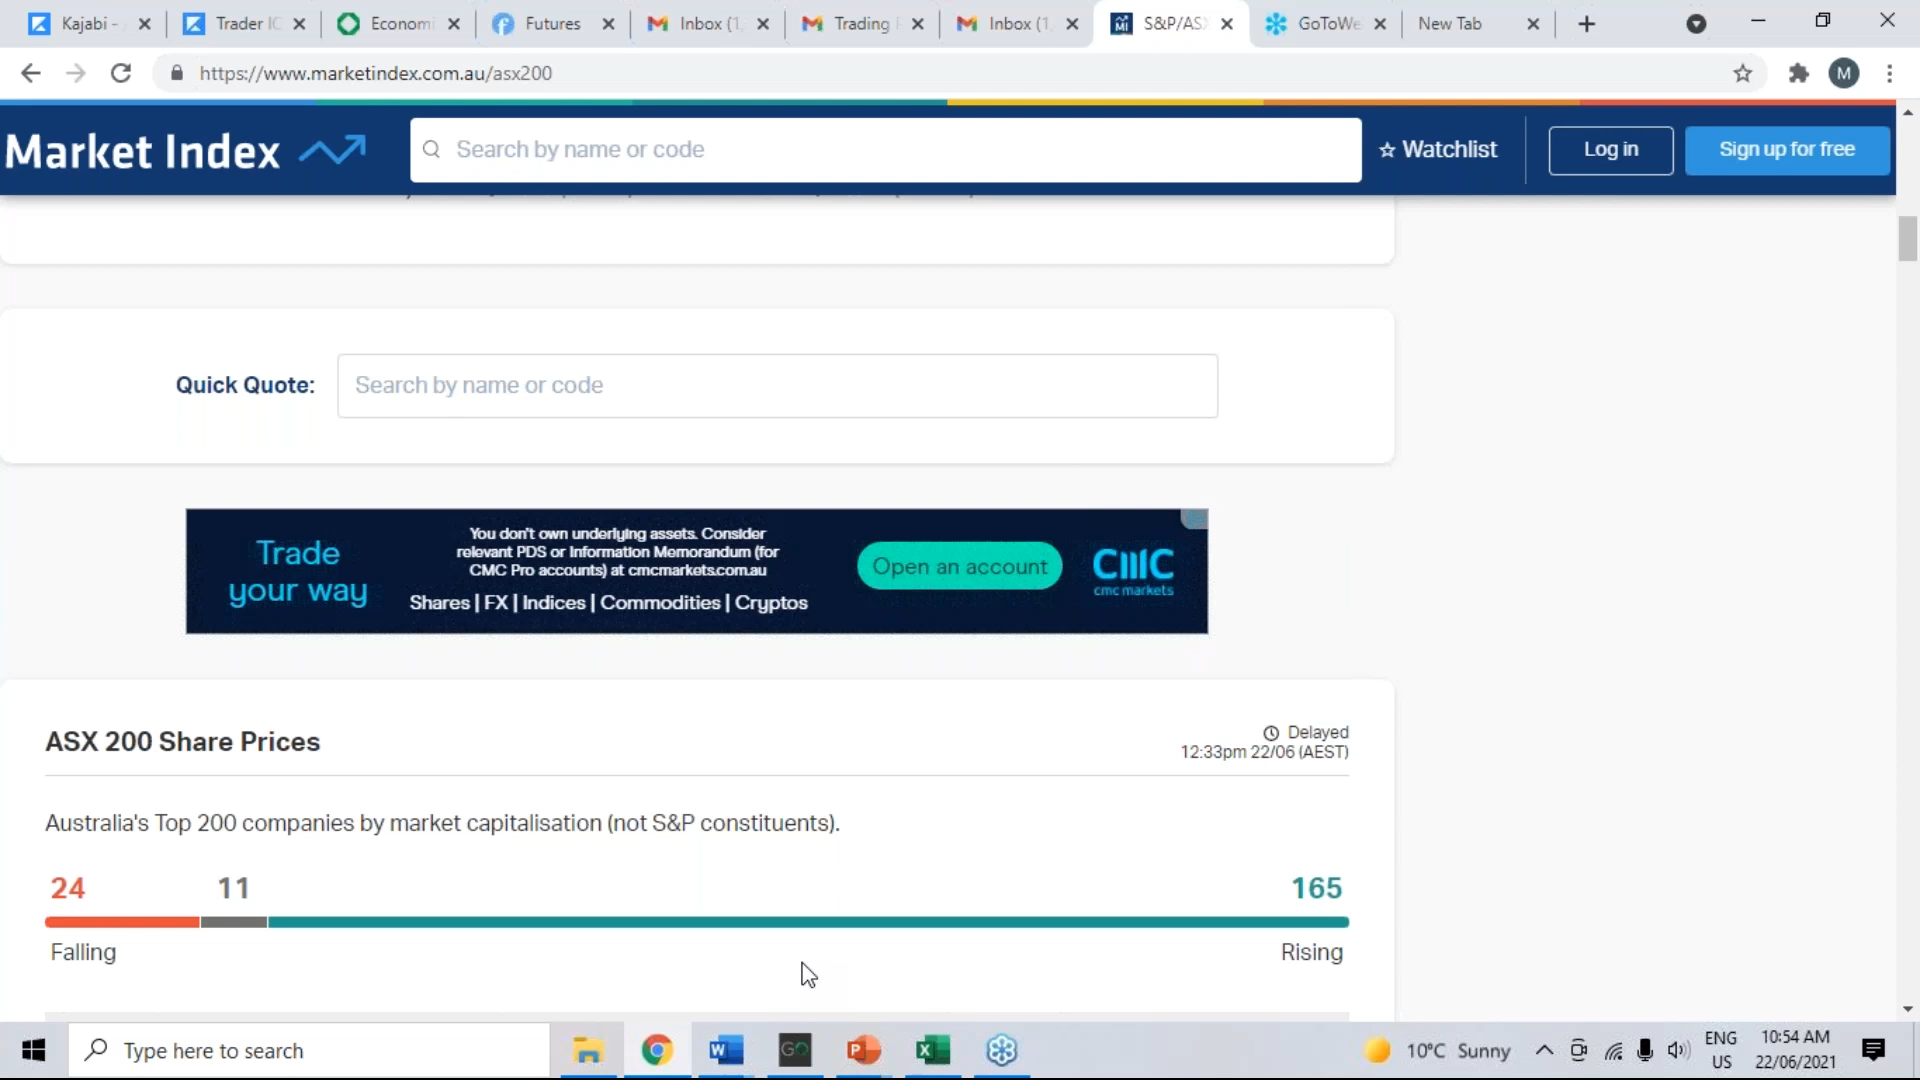 Kajabi -
Trader IC
Economi
Futures
Inbox (1,
Trading
Inbox (1,
S&P/AS
GoToWe
New Tab
https://www.marketindex.com.au/asx200
M
Market Index
Search by name or code
Watchlist
Log in
Sign up for free
Quick Quote:
Search by name or code
Trade
your way
You don't own underlying assets. Consider
relevant PDS or Information Memorandum (for
CMC Pro accounts) at cmcmarkets.com.au
Shares | FX | Indices | Commodities | Cryptos
Open an account
cmc
cmc markets
ASX 200 Share Prices
Delayed
12:33pm 22/06 (AEST)
Australia's Top 200 companies by market capitalisation (not S&P constituents).
24
11
165
Falling
Rising
Type here to search
GO
10°C Sunny
ENG
US
10:54 AM
22/06/2021